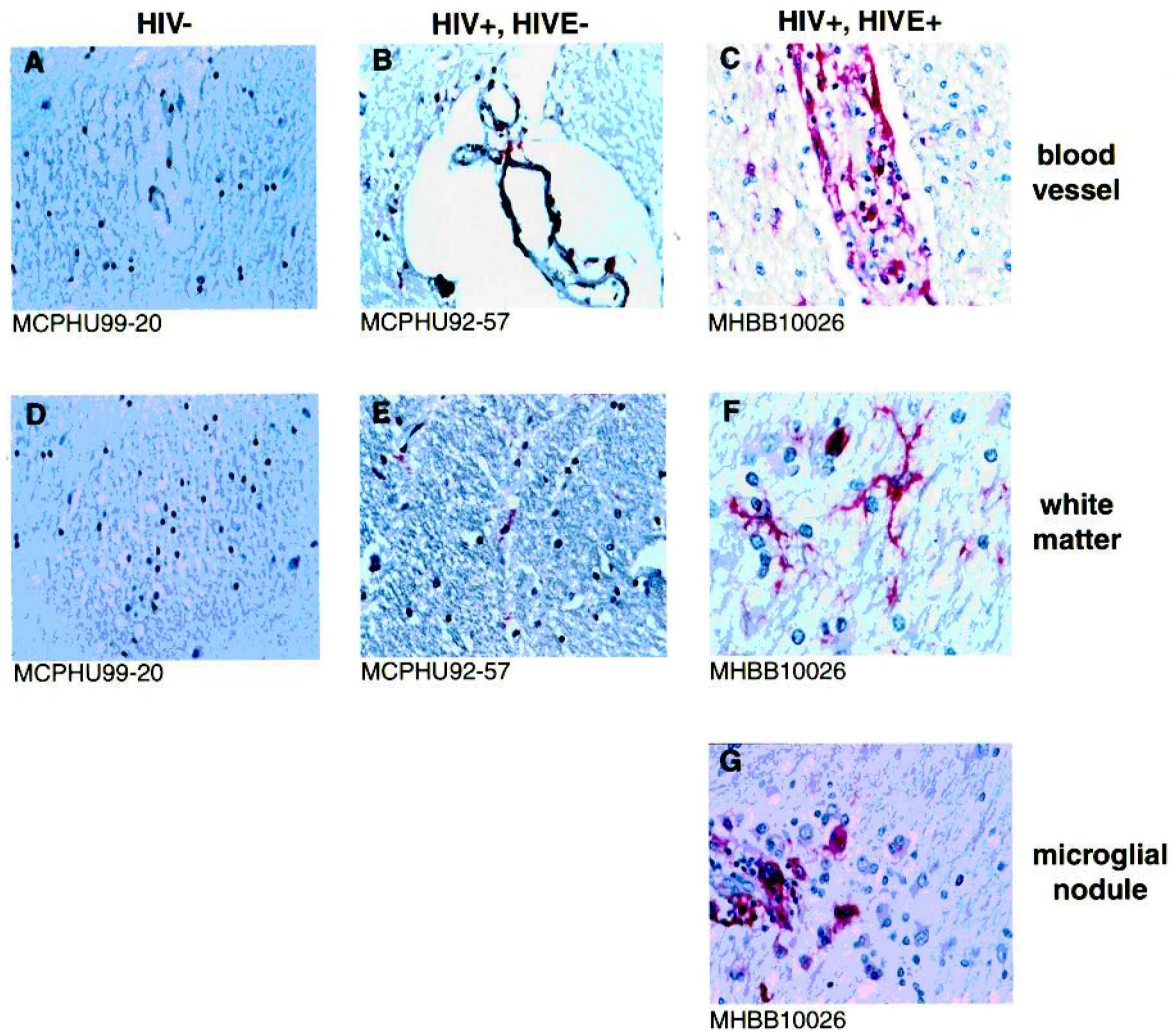 HIV-
HIV+, HIVE-
HIV+, HIVE+
A
B
C
blood
vessel
MCPHU99-20
MCPHU92-57
MHBB10026
D
E
F
white
matter
MCPHU99-20
MCPHU92-57
MHBB10026
G
microglial
nodule
MHBB10026